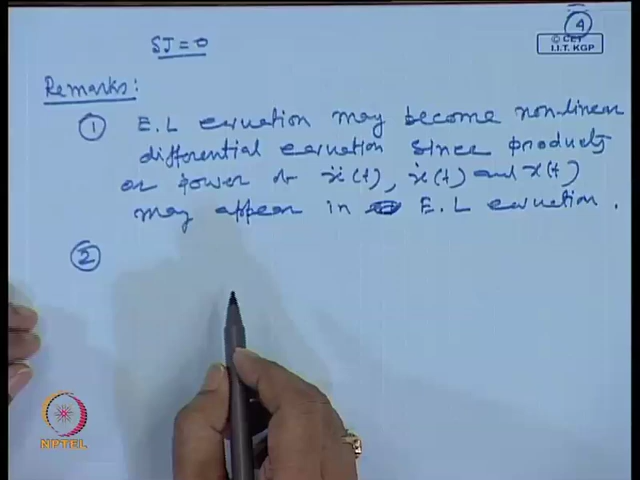 4
© CET
I.I.T. KGP
SJ = 0
Remarks:
1 E.L equation may become non-linear
differential equation since products
or power of ẍ(t), ẋ(t) and x(t)
may appear in E.L equation.
2
NPTEL